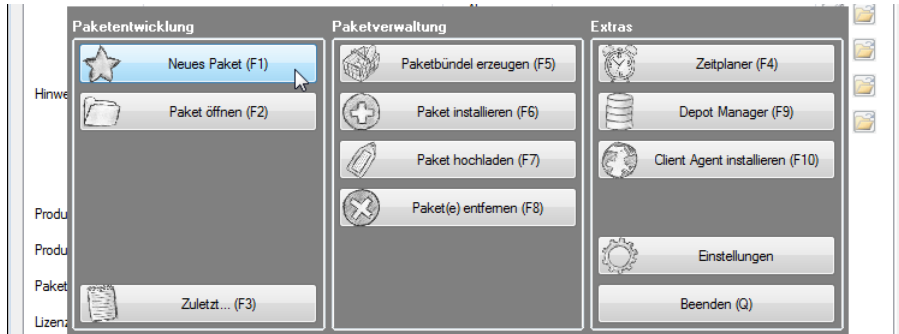 Paketentwicklung
Neues Paket (F1)
Paket öffnen (F2)
Zuletzt... (F3)
Paketverwaltung
Paketbündel erzeugen (F5)
Paket installieren (F6)
Paket hochladen (F7)
Paket(e) entfernen (F8)
Extras
Zeitplaner (F4)
Depot Manager (F9)
Client Agent installieren (F10)
Einstellungen
Beenden (Q)
Hinwe
Produ
Produ
Paket
Lizenz